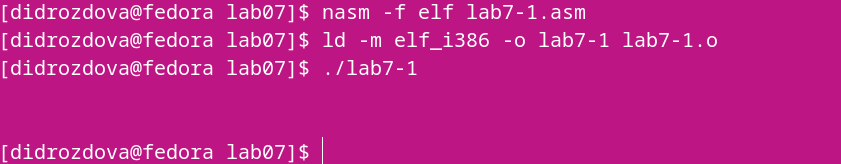 [didrozdova@fedora lab07]$ nasm -f elf lab7-1.asm
[didrozdova@fedora lab07]$ ld -m elf_i386 -o lab7-1 lab7-1.o
[didrozdova@fedora lab07]$ ./lab7-1
[didrozdova@fedora lab07]$